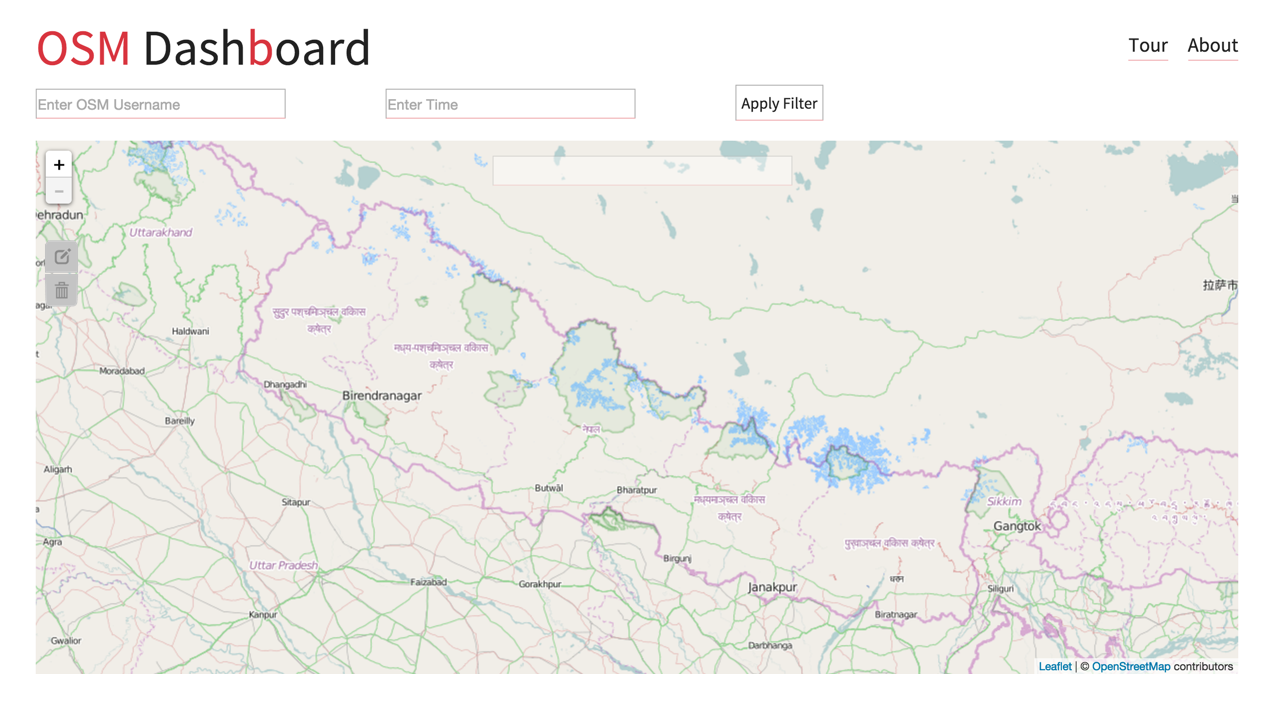 OSM Dashboard
Tour
About
Enter OSM Username
Enter Time
Apply Filter
+
−
Uttarakhand
拉萨市
सुदुर पश्चिमाञ्चल विकास
क्षेत्र
Haldwani
मध्य-पश्चिमाञ्चल विकास
क्षेत्र
Moradabad
Dhangadhi
Birendranagar
Bareilly
नेपाल
Aligarh
Butwāl
Bharatpur
Sitapur
मध्यमाञ्चल विकास
क्षेत्र
Sikkim
Gangtok
Agra
पुरवाञ्चल विकास क्षेत्र
Birgunj
Uttar Pradesh
Faizabad
Gorakhpur
Janakpur
धरान
Siliguri
Kanpur
Biratnagar
Gwalior
Darbhanga
Leaflet | © OpenStreetMap contributors